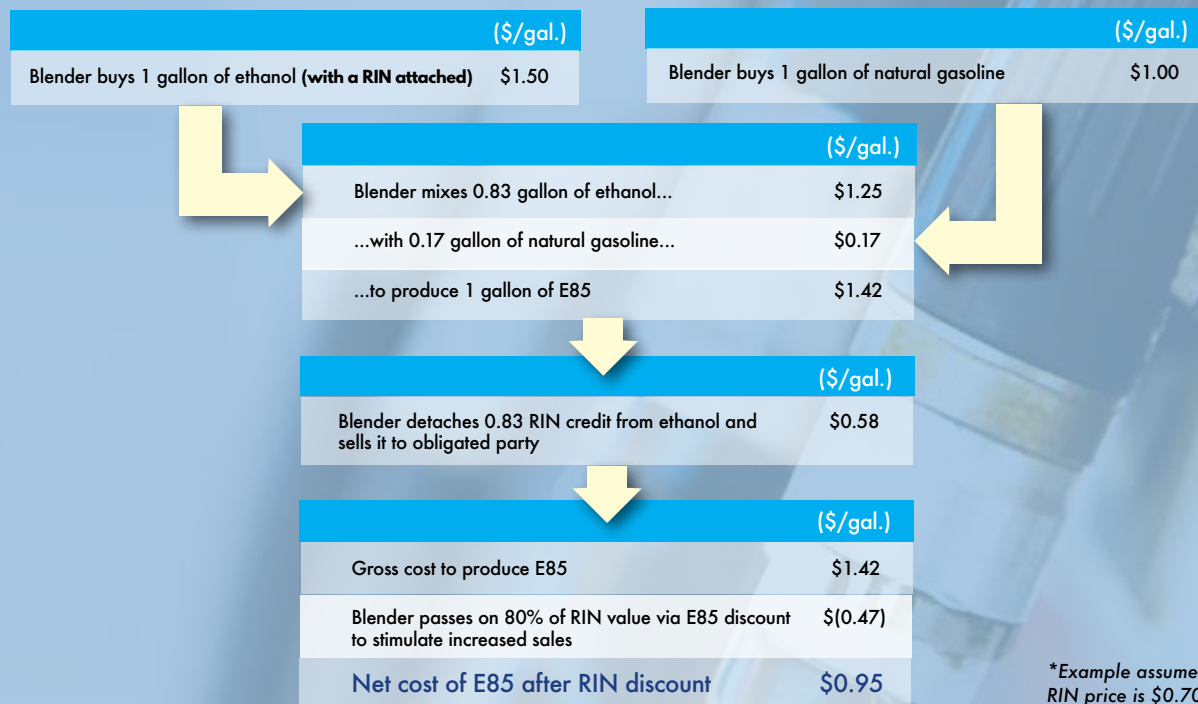 ($/gal.)
Blender buys 1 gallon of ethanol (with a RIN attached) $1.50
($/gal.)
Blender buys 1 gallon of natural gasoline $1.00
($/gal.)
Blender mixes 0.83 gallon of ethanol... $1.25
...with 0.17 gallon of natural gasoline... $0.17
...to produce 1 gallon of E85 $1.42
($/gal.)
Blender detaches 0.83 RIN credit from ethanol and $0.58
sells it to obligated party
($/gal.)
Gross cost to produce E85 $1.42
Blender passes on 80% of RIN value via E85 discount $(0.47)
to stimulate increased sales
Net cost of E85 after RIN discount $0.95
*Example assume
RIN price is $0.70